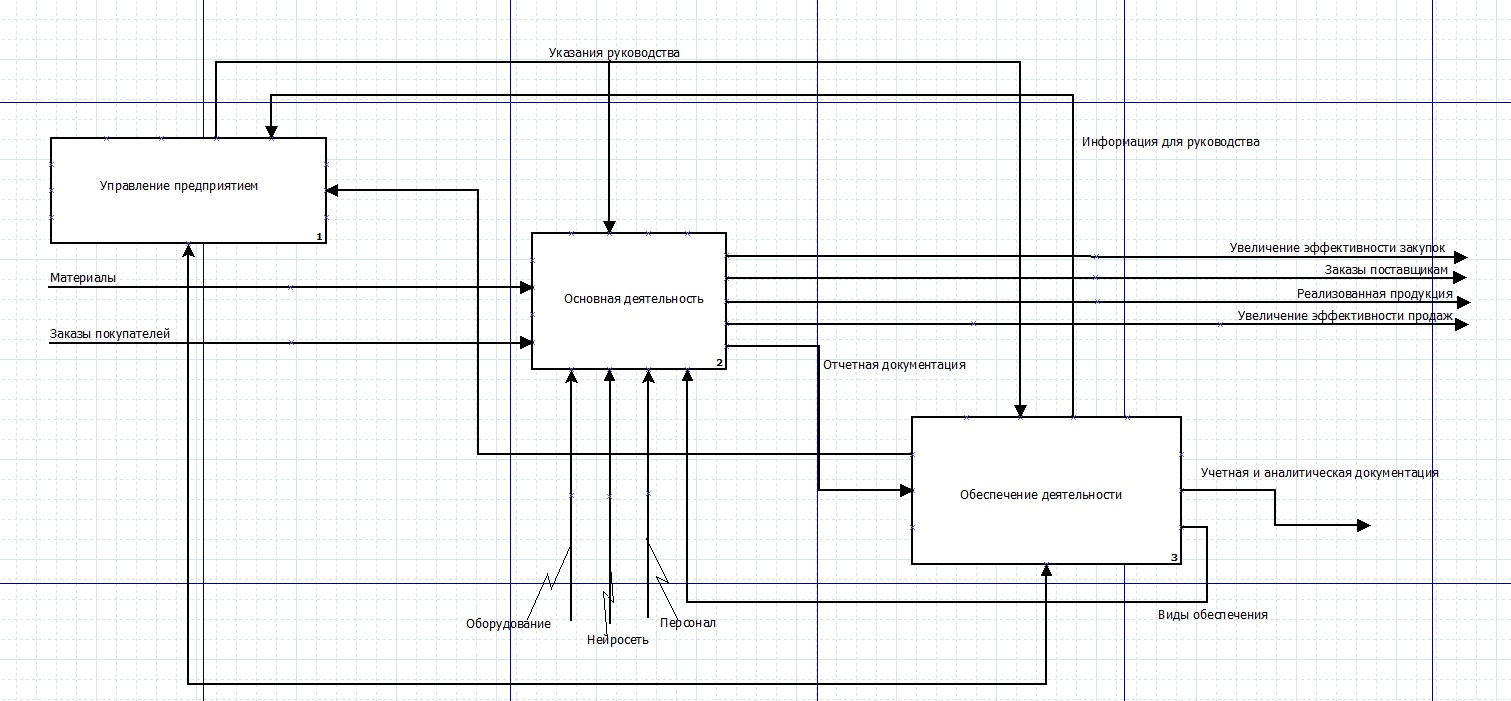 Указания руководства
Информация для руководства
Управление предприятием
1
Увеличение эффективности закупок
Материалы
Заказы поставщикам
Основная деятельность
Реализованная продукция
Увеличение эффективности продаж
Заказы покупателей
2
Отчетная документация
Учетная и аналитическая документация
Обеспечение деятельности
3
Виды обеспечения
Оборудование
Нейросеть
Персонал